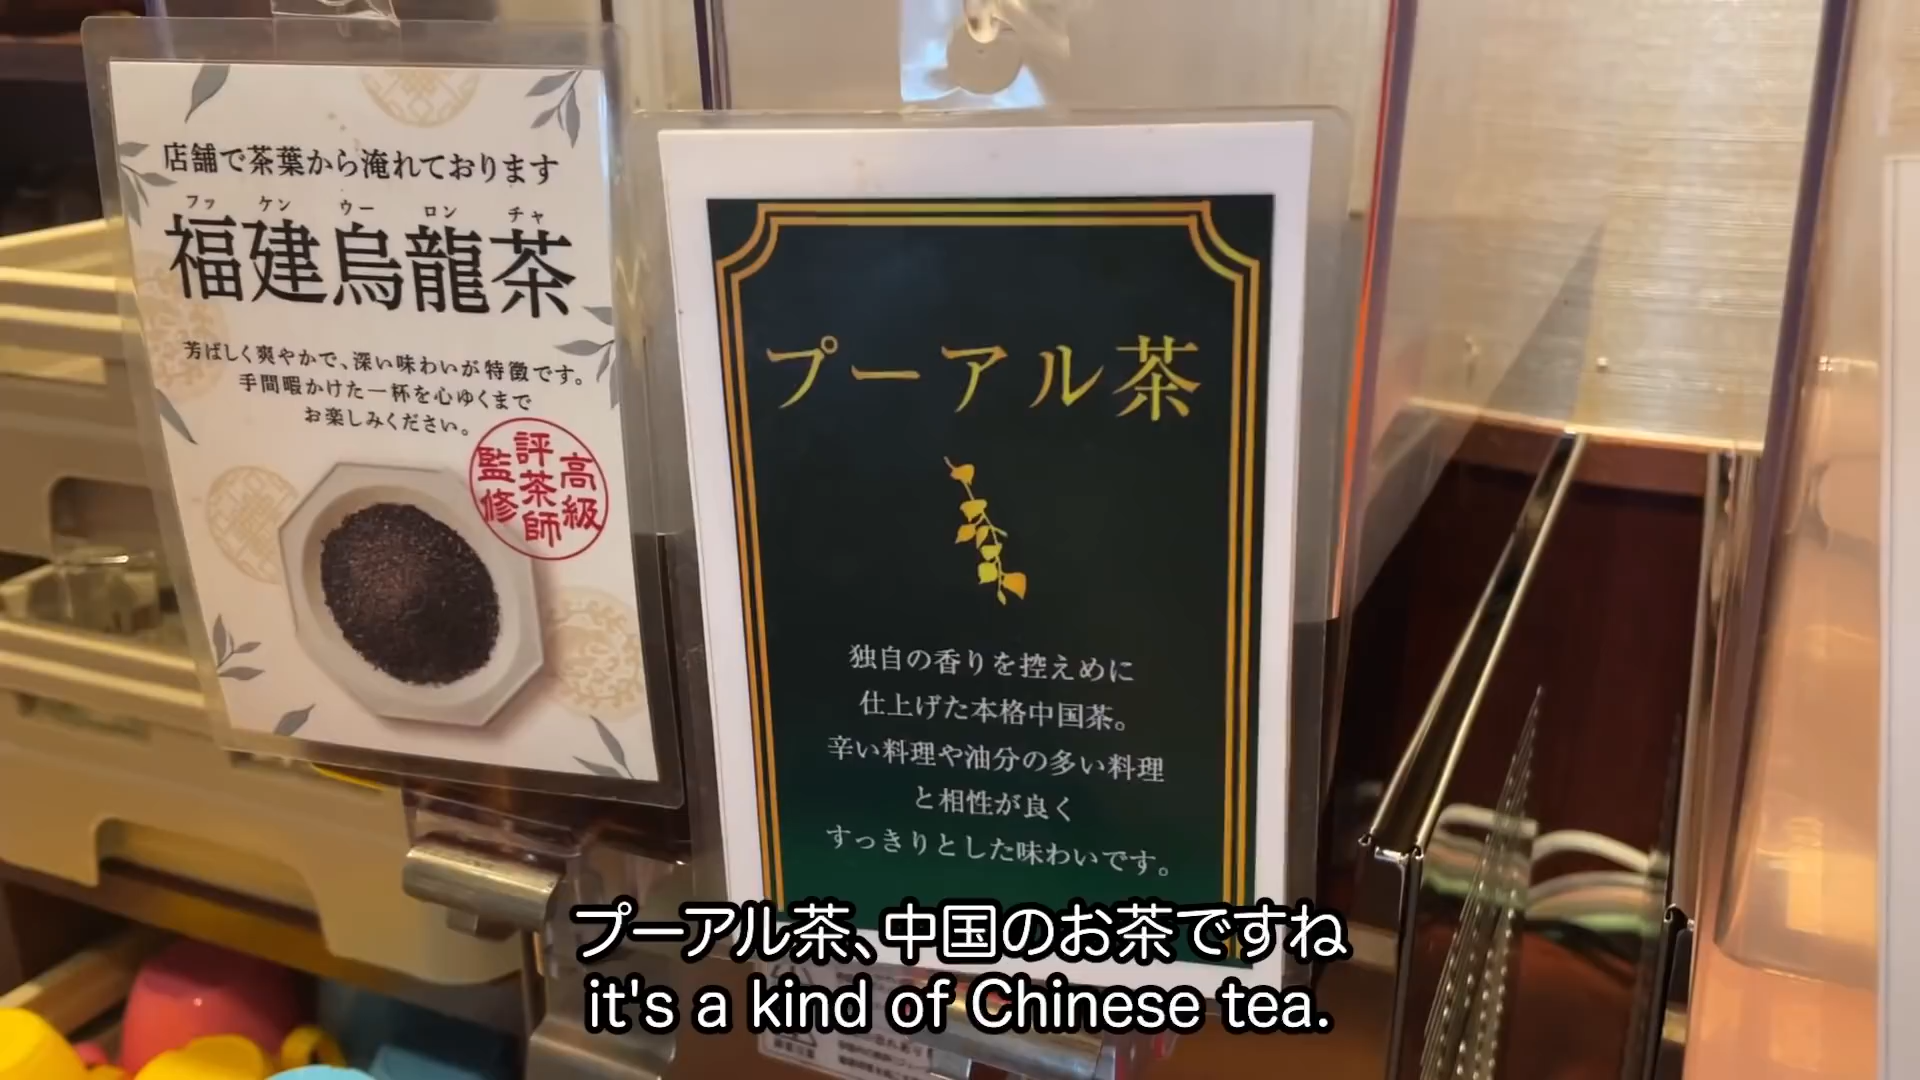 店舗で茶葉から淹れております
フッ ケン ウー ロン チャ
福建烏龍茶
芳ばしく爽やかで、深い味わいが特徴です。
手間暇かけた一杯を心ゆくまで
お楽しみください。
高級
評茶師
監修
プーアル茶
独自の香りを控えめに
仕上げた本格中国茶。
辛い料理や油分の多い料理
と相性が良く
すっきりとした味わいです。
プーアル茶、中国のお茶ですね
it's a kind of Chinese tea.